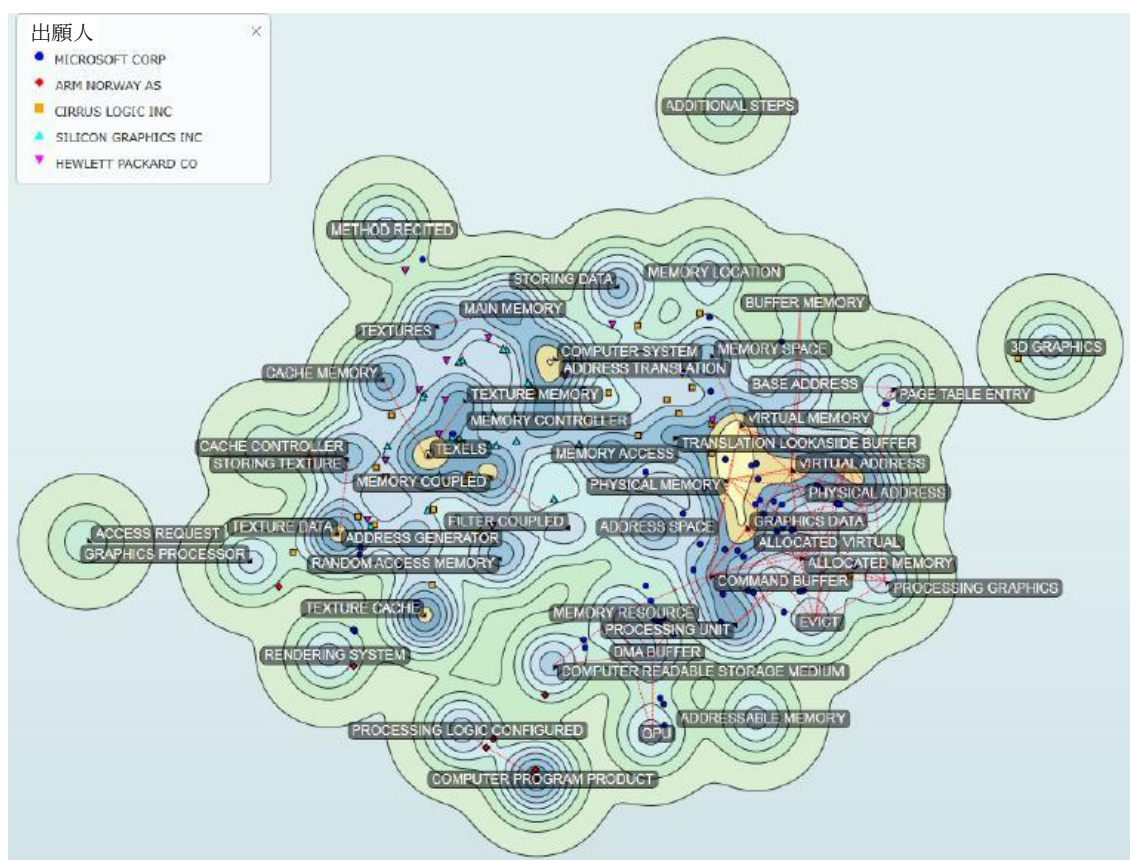 出願人
MICROSOFT CORP
ARM NORWAY AS
CIRRUS LOGIC INC
SILICON GRAPHICS INC
HEWLETT PACKARD CO
ADDITIONAL STEPS
METHOD RECITED
STORING DATA
MEMORY LOCATION
MAIN MEMORY
BUFFER MEMORY
TEXTURES
3D GRAPHICS
COMPUTER SYSTEM
MEMORY SPACE
ADDRESS TRANSLATION
CACHE MEMORY
BASE ADDRESS
TEXTURE MEMORY
PAGE TABLE ENTRY
MEMORY CONTROLLER
VIRTUAL MEMORY
CACHE CONTROLLER
TEXELS
TRANSLATION LOOKASIDE BUFFER
MEMORY ACCESS
STORING TEXTURE
VIRTUAL ADDRESS
MEMORY COUPLED
PHYSICAL MEMORY
PHYSICAL ADDRESS
TEXTURE DATA
FILTER COUPLED
ADDRESS SPACE
GRAPHICS DATA
ACCESS REQUEST
ADDRESS GENERATOR
ALLOCATED VIRTUAL
GRAPHICS PROCESSOR
RANDOM ACCESS MEMORY
ALLOCATED MEMORY
COMMAND BUFFER
PROCESSING GRAPHICS
TEXTURE CACHE
MEMORY RESOURCE
EVICT
PROCESSING UNIT
RENDERING SYSTEM
DMA BUFFER
COMPUTER READABLE STORAGE MEDIUM
ADDRESSABLE MEMORY
PROCESSING LOGIC CONFIGURED
GPU
COMPUTER PROGRAM PRODUCT